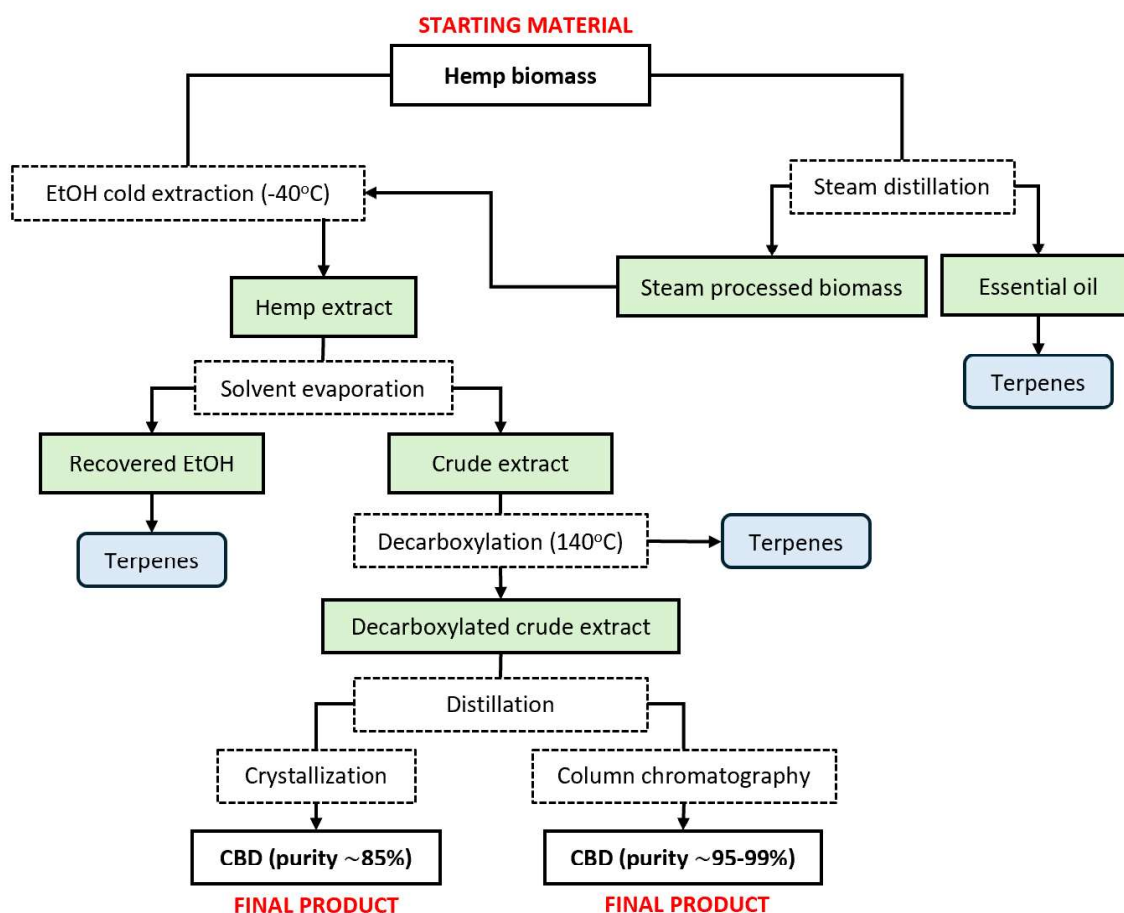 STARTING MATERIAL
Hemp biomass
EtOH cold extraction (-40°C)
Steam distillation
Steam processed biomass
Essential oil
Hemp extract
Terpenes
Solvent evaporation
Recovered EtOH
Crude extract
Terpenes
Decarboxylation (140°C)
Terpenes
Decarboxylated crude extract
Distillation
Crystallization
Column chromatography
CBD (purity ~85%)
CBD (purity ~95-99%)
FINAL PRODUCT
FINAL PRODUCT